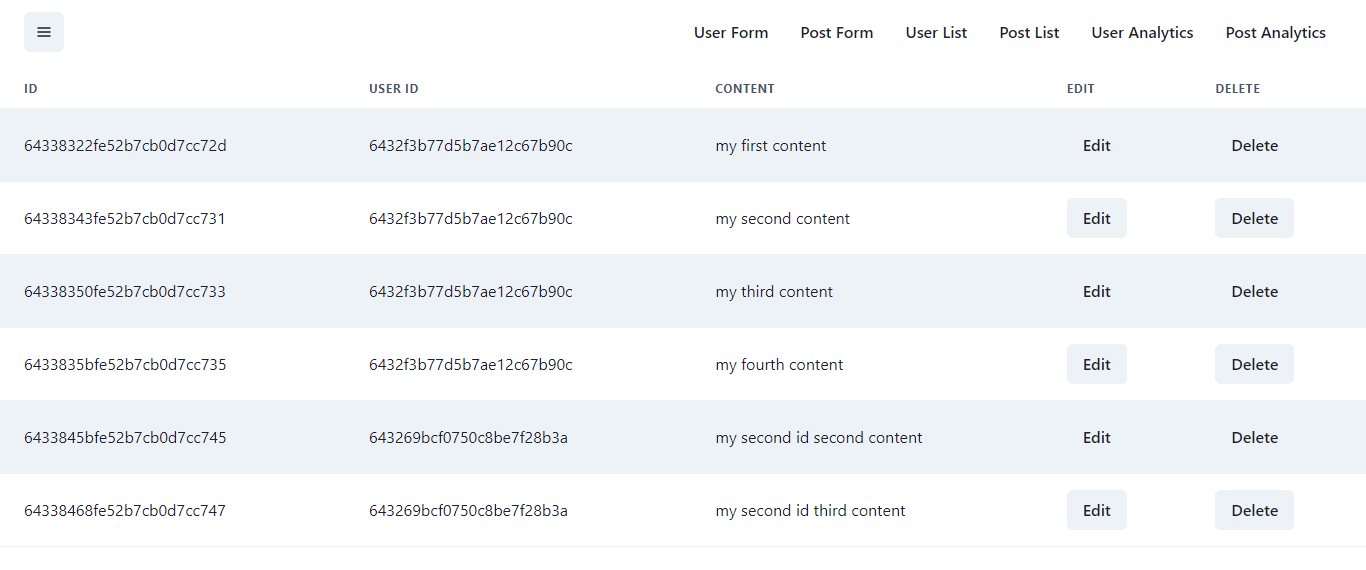 User Form Post Form User List Post List User Analytics Post Analytics
ID USER ID CONTENT EDIT DELETE
64338322fe52b7cb0d7cc72d 6432f3b77d5b7ae12c67b90c my first content Edit Delete
64338343fe52b7cb0d7cc731 6432f3b77d5b7ae12c67b90c my second content Edit Delete
64338350fe52b7cb0d7cc733 6432f3b77d5b7ae12c67b90c my third content Edit Delete
6433835bfe52b7cb0d7cc735 6432f3b77d5b7ae12c67b90c my fourth content Edit Delete
6433845bfe52b7cb0d7cc745 643269bcf0750c8be7f28b3a my second id second content Edit Delete
64338468fe52b7cb0d7cc747 643269bcf0750c8be7f28b3a my second id third content Edit Delete